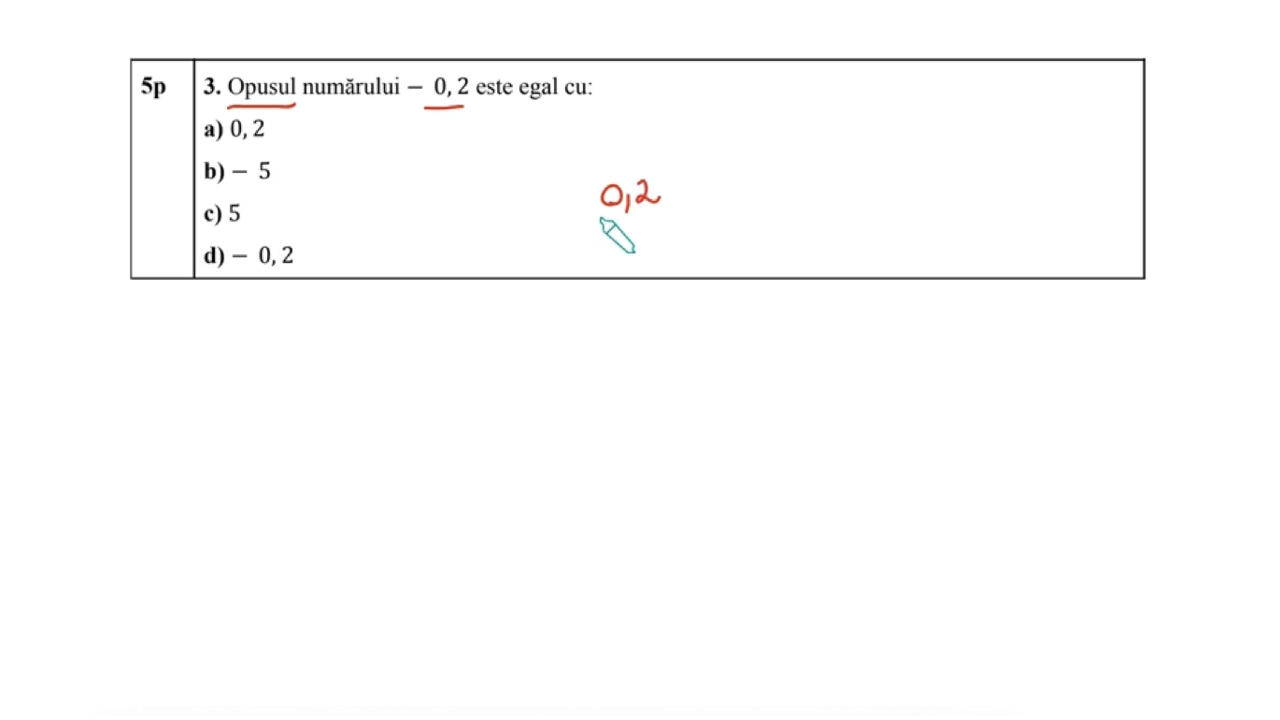 5p
3. Opusul numărului − 0, 2 este egal cu:
a) 0, 2
b) − 5
c) 5
d) − 0, 2
0,2